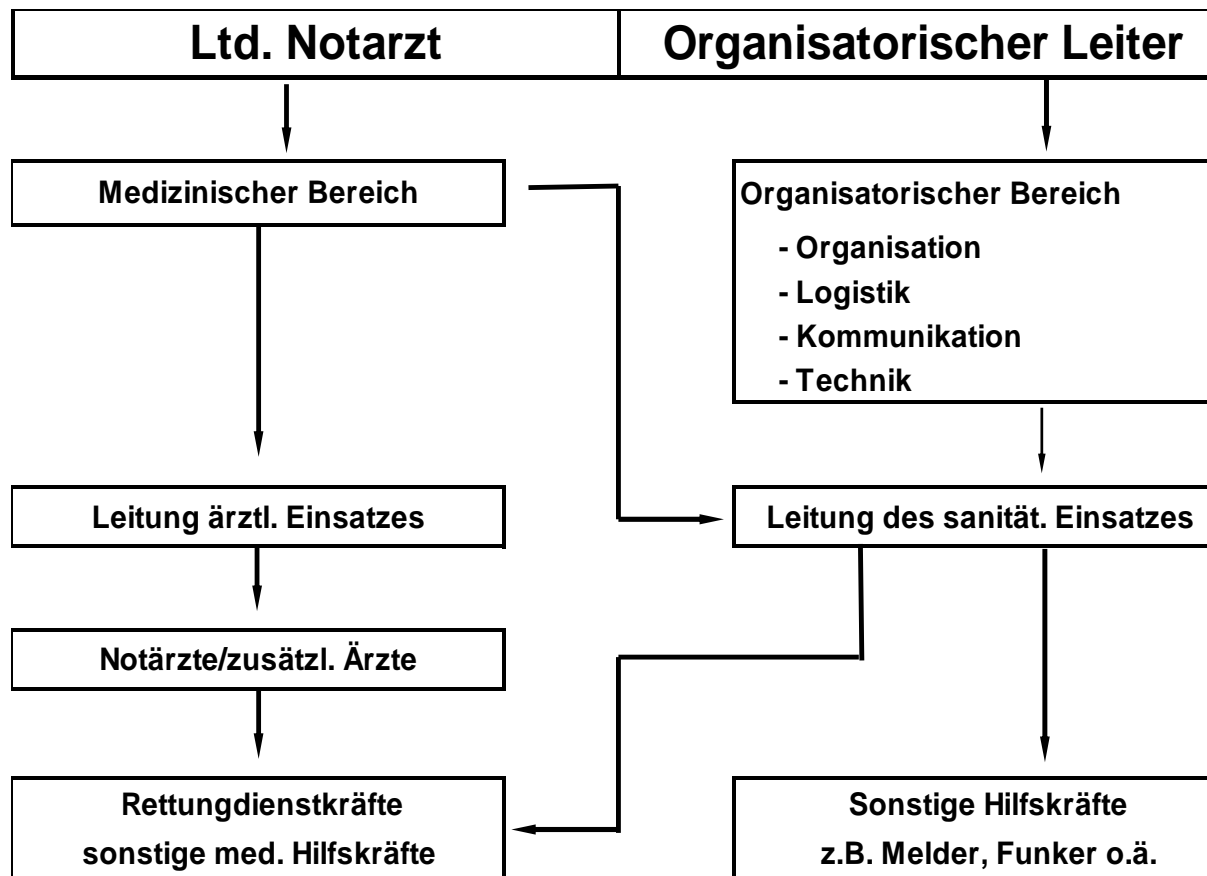 Ltd. Notarzt
Organisatorischer Leiter
Medizinischer Bereich
Organisatorischer Bereich
- Organisation
- Logistik
- Kommunikation
- Technik
Leitung ärztl. Einsatzes
Leitung des sanität. Einsatzes
Notärzte/zusätzl. Ärzte
Rettungdienstkräfte
sonstige med. Hilfskräfte
Sonstige Hilfskräfte
z.B. Melder, Funker o.ä.